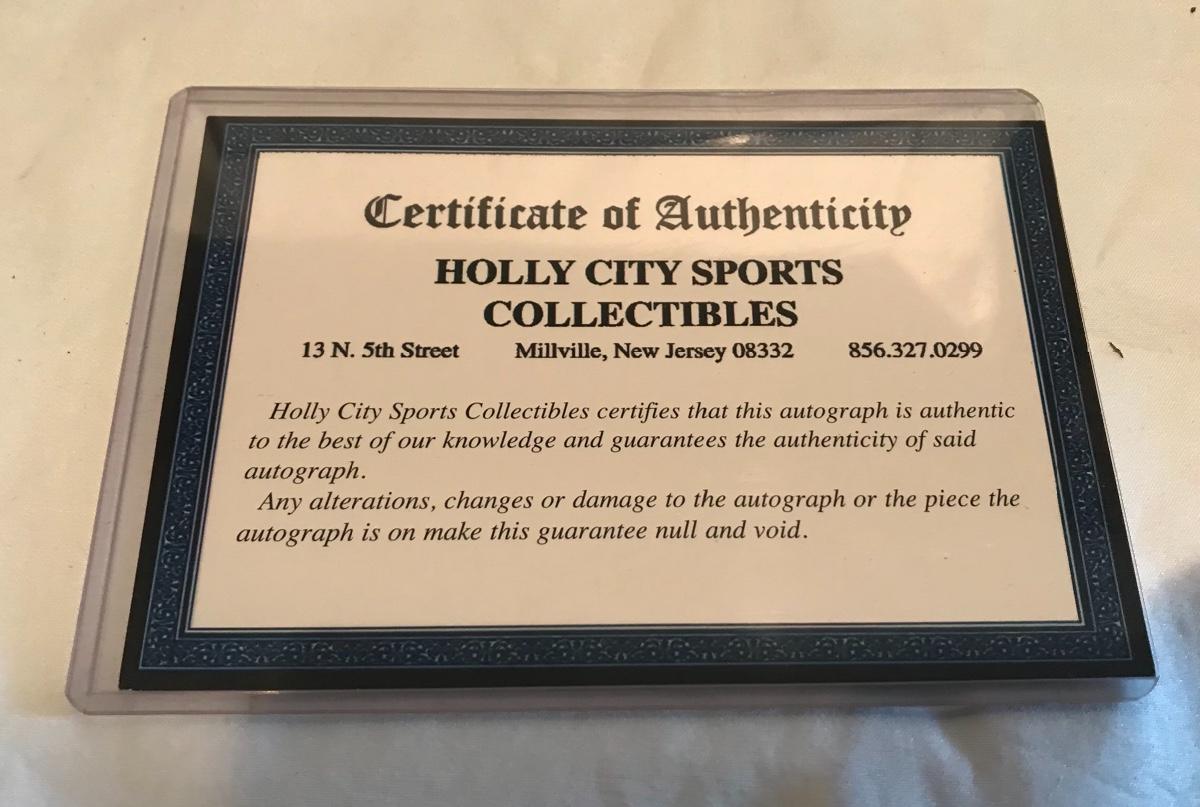 Certificate of Authenticity
HOLLY CITY SPORTS
COLLECTIBLES
13 N. 5th Street Millville, New Jersey 08332 856.327.0299
Holly City Sports Collectibles certifies that this autograph is authentic
to the best of our knowledge and guarantees the authenticity of said
autograph.
Any alterations, changes or damage to the autograph or the piece the
autograph is on make this guarantee null and void.